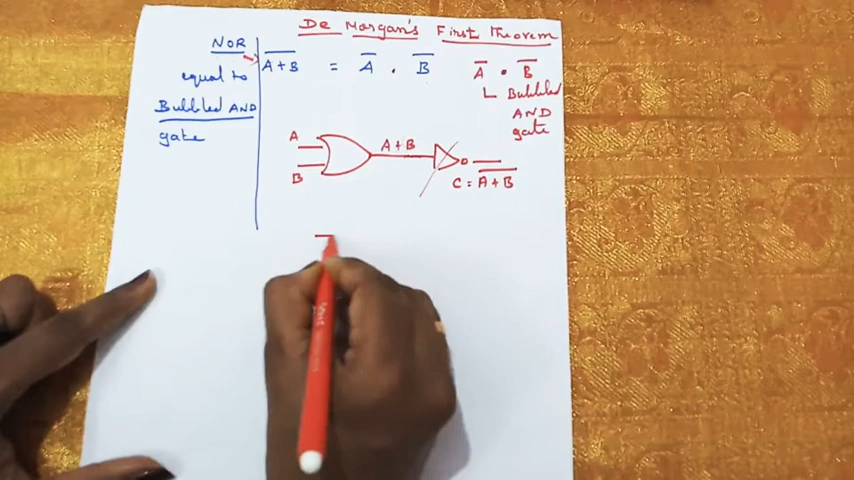 De Morgan's First Theorem
NOR
equal to
Bubbled AND
gate
A̅ ̅+̅ ̅B̅ = A̅ . B̅
A̅ . B̅
Bubbled
AND
gate
A
B
A+B
C = A̅ ̅+̅ ̅B̅